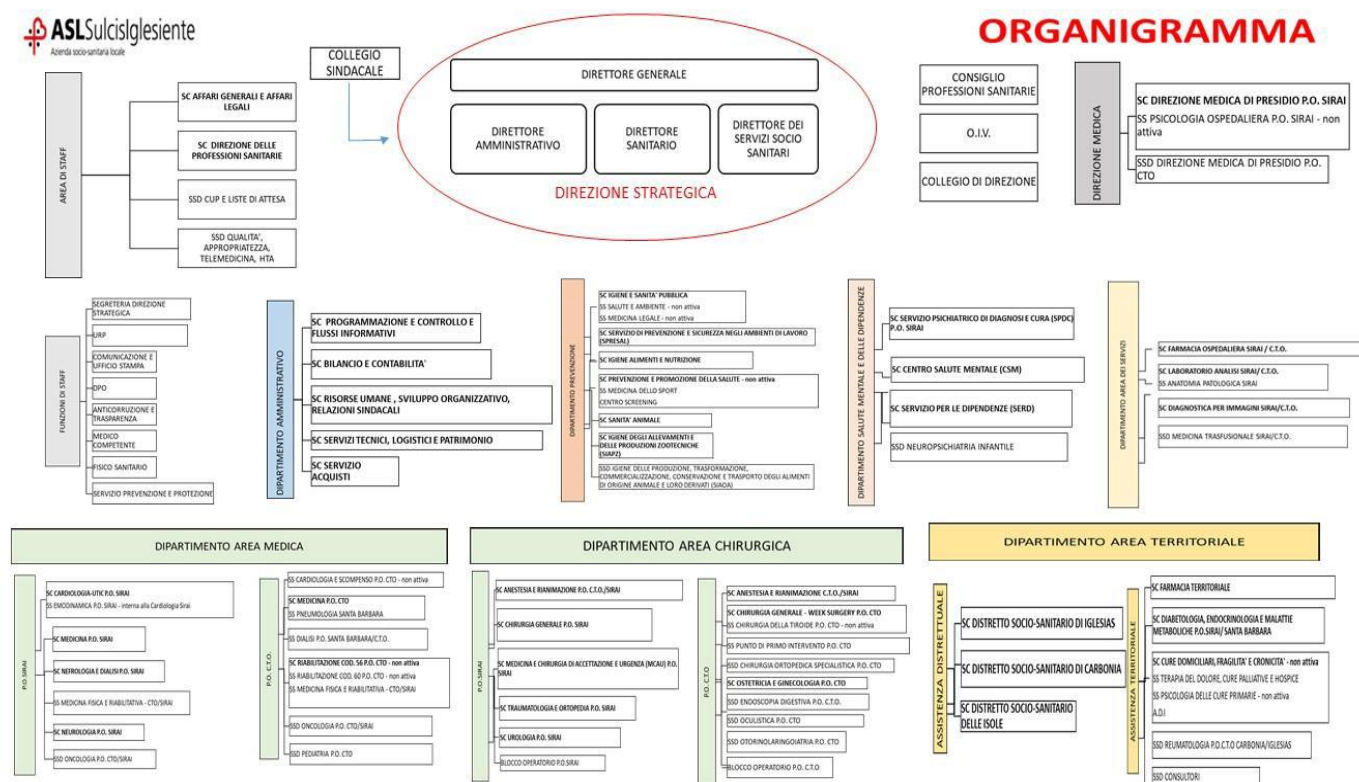 ASLSulcisIglesiente
Azienda socio-sanitaria locale
ORGANIGRAMMA
COLLEGIO
SINDACALE
DIRETTORE GENERALE
DIRETTORE
AMMINISTRATIVO
DIRETTORE
SANITARIO
DIRETTORE DEI
SERVIZI SOCIO
SANITARI
DIREZIONE STRATEGICA
CONSIGLIO
PROFESSIONI SANITARIE
O.I.V.
COLLEGIO DI DIREZIONE
DIREZIONE MEDICA
SC DIREZIONE MEDICA DI PRESIDIO P.O. SIRAI
SS PSICOLOGIA OSPEDALIERA P.O. SIRAI - non
attiva
SSD DIREZIONE MEDICA DI PRESIDIO P.O.
CTO
AREA DI STAFF
SC AFFARI GENERALI E AFFARI
LEGALI
SC DIREZIONE DELLE
PROFESSIONI SANITARIE
SSD CUP E LISTE DI ATTESA
SSD QUALITA',
APPROPRIATEZZA,
TELEMEDICINA, HTA
FUNZIONI DI STAFF
SEGRETERIA DIREZIONE
STRATEGICA
URP
COMUNICAZIONE E
UFFICIO STAMPA
DPO
ANTICORRUZIONE E
TRASPARENZA
MEDICO
COMPETENTE
FISICO SANITARIO
SERVIZIO PREVENZIONE E PROTEZIONE
DIPARTIMENTO AMMINISTRATIVO
SC PROGRAMMAZIONE E CONTROLLO E
FLUSSI INFORMATIVI
SC BILANCIO E CONTABILITA'
SC RISORSE UMANE , SVILUPPO ORGANIZZATIVO,
RELAZIONI SINDACALI
SC SERVIZI TECNICI, LOGISTICI E PATRIMONIO
SC SERVIZIO
ACQUISTI
DIPARTIMENTO PREVENZIONE
SC IGIENE E SANITA' PUBBLICA
SS SALUTE E AMBIENTE - non attiva
SS MEDICINA LEGALE - non attiva
SC SERVIZIO DI PREVENZIONE E SICUREZZA NEGLI AMBIENTI DI LAVORO
(SPRESAL)
SC IGIENE ALIMENTI E NUTRIZIONE
SC PREVENZIONE E PROMOZIONE DELLA SALUTE - non attiva
SS MEDICINA DELLO SPORT
CENTRO SCREENING
SC SANITA' ANIMALE
SC IGIENE DEGLI ALLEVAMENTI E
DELLE PRODUZIONI ZOOTECNICHE
(SIAPZ)
SSD IGIENE DELLE PRODUZIONE, TRASFORMAZIONE,
COMMERCIALIZZAZIONE, CONSERVAZIONE E TRASPORTO DEGLI ALIMENTI
DI ORIGINE ANIMALE E LORO DERIVATI (SIAOA)
DIPARTIMENTO SALUTE MENTALE E DELLE DIPENDENZE
SC SERVIZIO PSICHIATRICO DI DIAGNOSI E CURA (SPDC)
P.O. SIRAI
SC CENTRO SALUTE MENTALE (CSM)
SC SERVIZIO PER LE DIPENDENZE (SERD)
SSD NEUROPSICHIATRIA INFANTILE
DIPARTIMENTO AREA DEI SERVIZI
SC FARMACIA OSPEDALIERA SIRAI / C.T.O.
SC LABORATORIO ANALISI SIRAI/ C.T.O.
SS ANATOMIA PATOLOGICA SIRAI
SC DIAGNOSTICA PER IMMAGINI SIRAI/C.T.O.
SSD MEDICINA TRASFUSIONALE SIRAI/C.T.O.
DIPARTIMENTO AREA MEDICA
P.O.SIRAI
SC CARDIOLOGIA-UTIC P.O. SIRAI
SS EMODINAMICA P.O. SIRAI - interna alla Cardiologia Sirai
SC MEDICINA P.O. SIRAI
SC NEFROLOGIA E DIALISI P.O. SIRAI
SS MEDICINA FISICA E RIABILITATIVA - CTO/SIRAI
SC NEUROLOGIA P.O. SIRAI
SSD ONCOLOGIA P.O. CTO/SIRAI
P.O. C.T.O.
SS CARDIOLOGIA E SCOMPENSO P.O. CTO - non attiva
SC MEDICINA P.O. CTO
SS PNEUMOLOGIA SANTA BARBARA
SS DIALISI P.O. SANTA BARBARA/C.T.O.
SC RIABILITAZIONE COD. 56 P.O. CTO - non attiva
SS RIABILITAZIONE COD. 60 P.O. CTO - non attiva
SS MEDICINA FISICA E RIABILITATIVA - CTO/SIRAI
SSD ONCOLOGIA P.O. CTO/SIRAI
SSD PEDIATRIA P.O. CTO
DIPARTIMENTO AREA CHIRURGICA
P.O.SIRAI
SC ANESTESIA E RIANIMAZIONE P.O. C.T.O./SIRAI
SC CHIRURGIA GENERALE P.O. SIRAI
SC MEDICINA E CHIRURGIA DI ACCETTAZIONE E URGENZA (MCAU) P.O.
SIRAI
SC TRAUMATOLOGIA E ORTOPEDIA P.O. SIRAI
SC UROLOGIA P.O. SIRAI
BLOCCO OPERATORIO P.O.SIRAI
P.O. C.T.O
SC ANESTESIA E RIANIMAZIONE C.T.O./SIRAI
SC CHIRURGIA GENERALE - WEEK SURGERY P.O. CTO
SS CHIRURGIA DELLA TIROIDE P.O. CTO - non attiva
SS PUNTO DI PRIMO INTERVENTO P.O. CTO
SSD CHIRURGIA ORTOPEDICA SPECIALISTICA P.O. CTO
SC OSTETRICIA E GINECOLOGIA P.O. CTO
SSD ENDOSCOPIA DIGESTIVA P.O. C.T.O.
SSD OCULISTICA P.O. CTO
SSD OTORINOLARINGOIATRIA P.O. CTO
BLOCCO OPERATORIO P.O. C.T.O
DIPARTIMENTO AREA TERRITORIALE
ASSISTENZA DISTRETTUALE
SC DISTRETTO SOCIO-SANITARIO DI IGLESIAS
SC DISTRETTO SOCIO-SANITARIO DI CARBONIA
SC DISTRETTO SOCIO-SANITARIO
DELLE ISOLE
ASSISTENZA TERRITORIALE
SC FARMACIA TERRITORIALE
SC DIABETOLOGIA, ENDOCRINOLOGIA E MALATTIE
METABOLICHE P.O.SIRAI/ SANTA BARBARA
SC CURE DOMICILIARI, FRAGILITA' E CRONICITA' - non attiva
SS TERAPIA DEL DOLORE, CURE PALLIATIVE E HOSPICE
SS PSICOLOGIA DELLE CURE PRIMARIE - non attiva
A.D.I
SSD REUMATOLOGIA P.O.C.T.O CARBONIA/IGLESIAS
SSD CONSULTORI